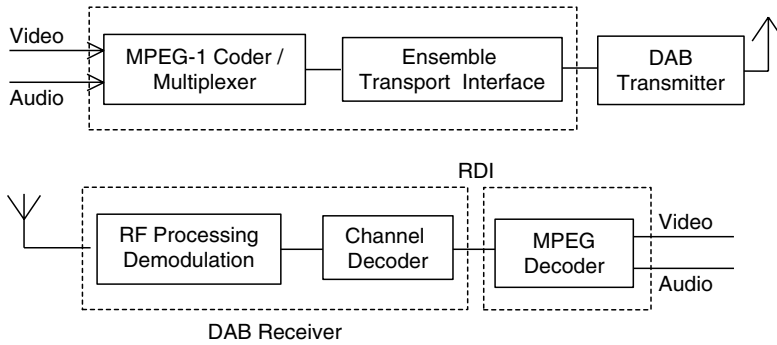 Video
Audio
MPEG-1 Coder /
Multiplexer
Ensemble
Transport Interface
DAB
Transmitter
RDI
RF Processing
Demodulation
Channel
Decoder
MPEG
Decoder
Video
Audio
DAB Receiver